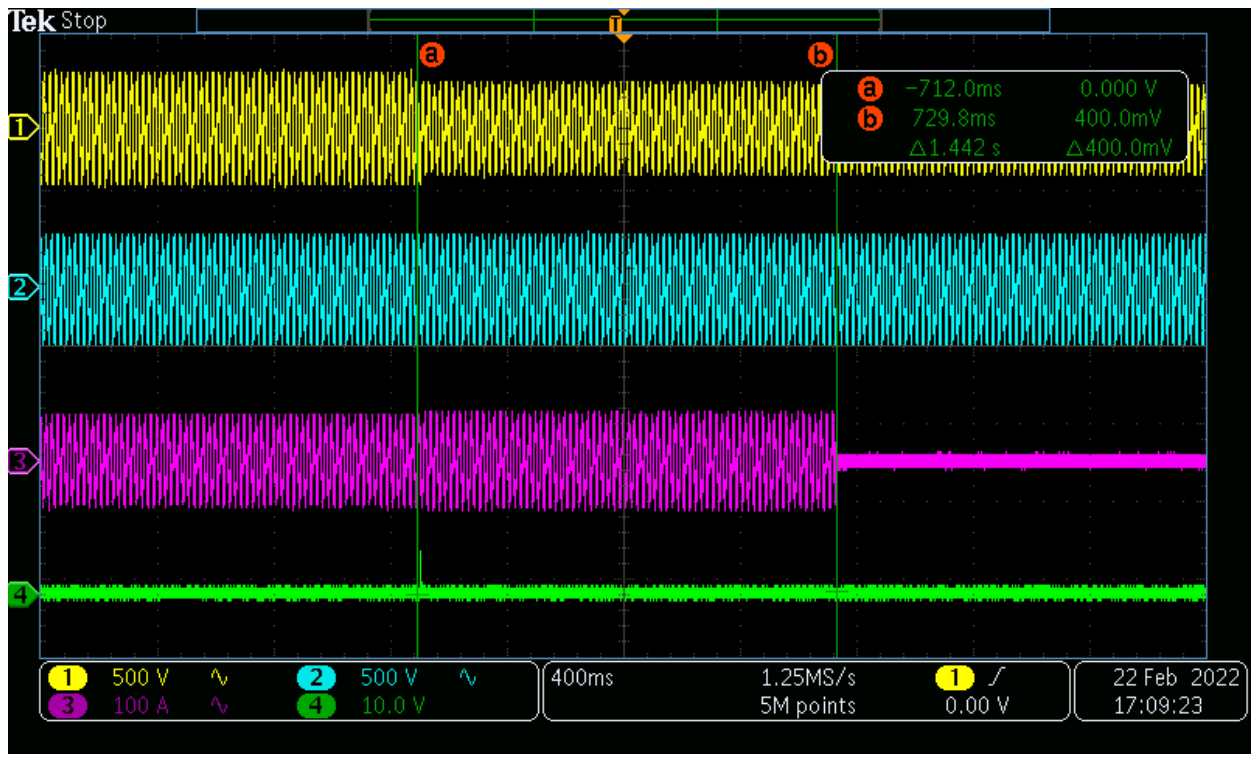 Tek Stop
T
a
b
a -712.0ms 0.000 V
b 729.8ms 400.0mV
△1.442 s △400.0mV
1
2
3
4
1 500 V 2 500 V
3 100 A 4 10.0 V
400ms 1.25MS/s 1
5M points 0.00 V
22 Feb 2022
17:09:23